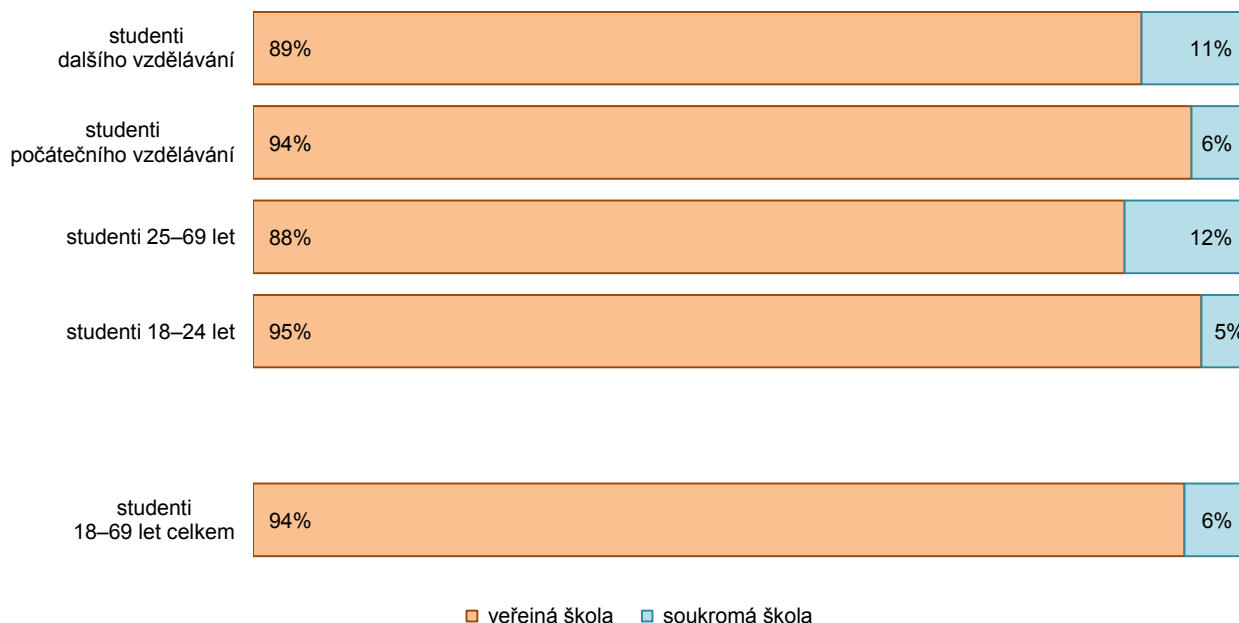 studenti
dalšího vzdělávání
89%
11%
studenti
počátečního vzdělávání
94%
6%
studenti 25–69 let
88%
12%
studenti 18–24 let
95%
5%
studenti
18–69 let celkem
94%
6%
veřejná škola
soukromá škola